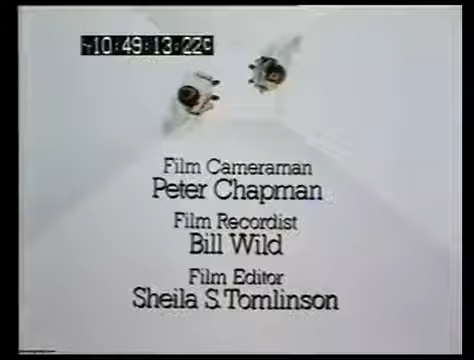 10:49:13:22
Film Cameraman
Peter Chapman
Film Recordist
Bill Wild
Film Editor
Sheila S. Tomlinson